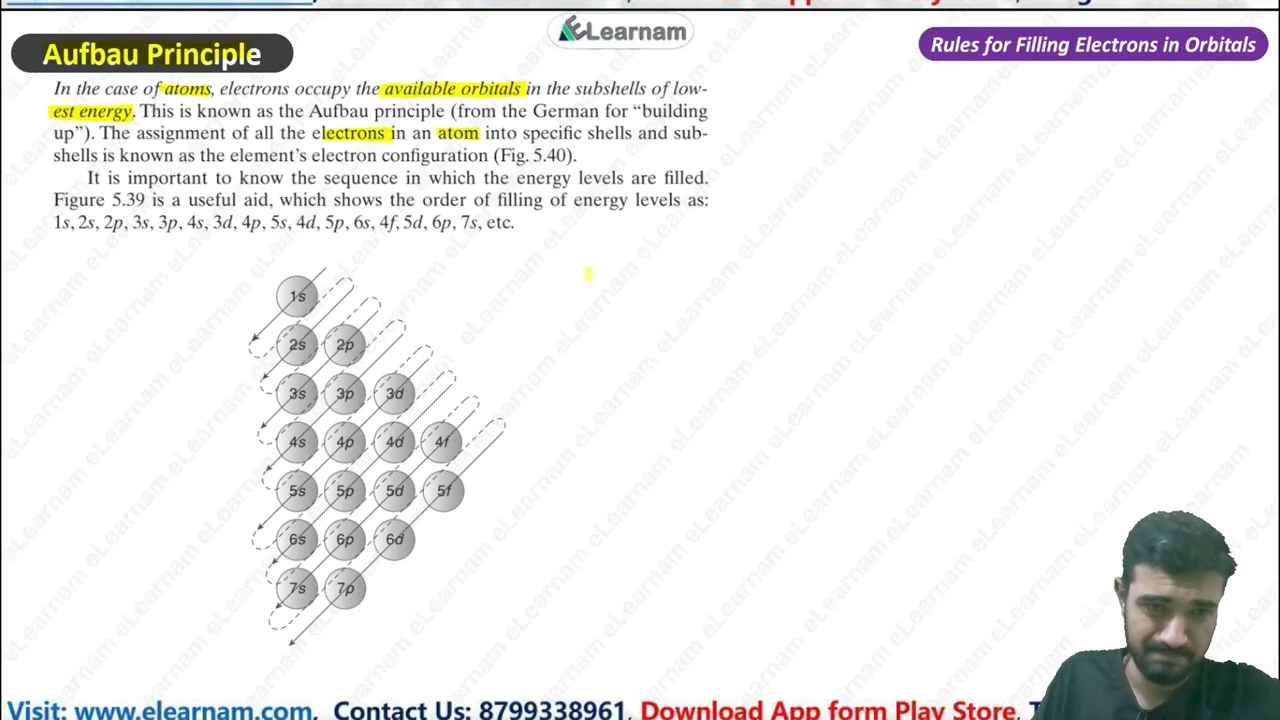 eLearnam
Aufbau Principle
Rules for Filling Electrons in Orbitals
In the case of atoms, electrons occupy the available orbitals in the subshells of low-
est energy. This is known as the Aufbau principle (from the German for “building
up”). The assignment of all the electrons in an atom into specific shells and sub-
shells is known as the element’s electron configuration (Fig. 5.40).
It is important to know the sequence in which the energy levels are filled.
Figure 5.39 is a useful aid, which shows the order of filling of energy levels as:
1s, 2s, 2p, 3s, 3p, 4s, 3d, 4p, 5s, 4d, 5p, 6s, 4f, 5d, 6p, 7s, etc.
1s
2s 2p
3s 3p 3d
4s 4p 4d 4f
5s 5p 5d 5f
6s 6p 6d
7s 7p
Visit: www.elearnam.com, Contact Us: 8799338961, Download App form Play Store,